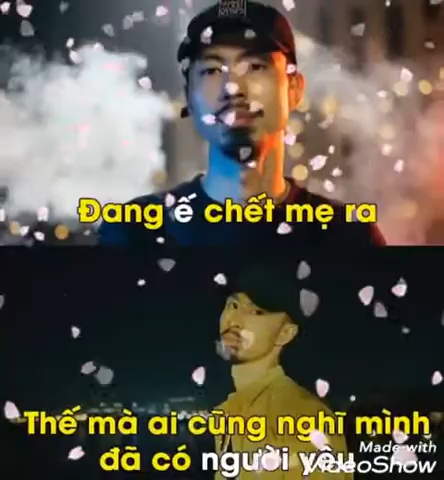 Đang ế chết mẹ ra
Thế mà ai cũng nghĩ mình
đã có người yêu
Made with
VideoShow